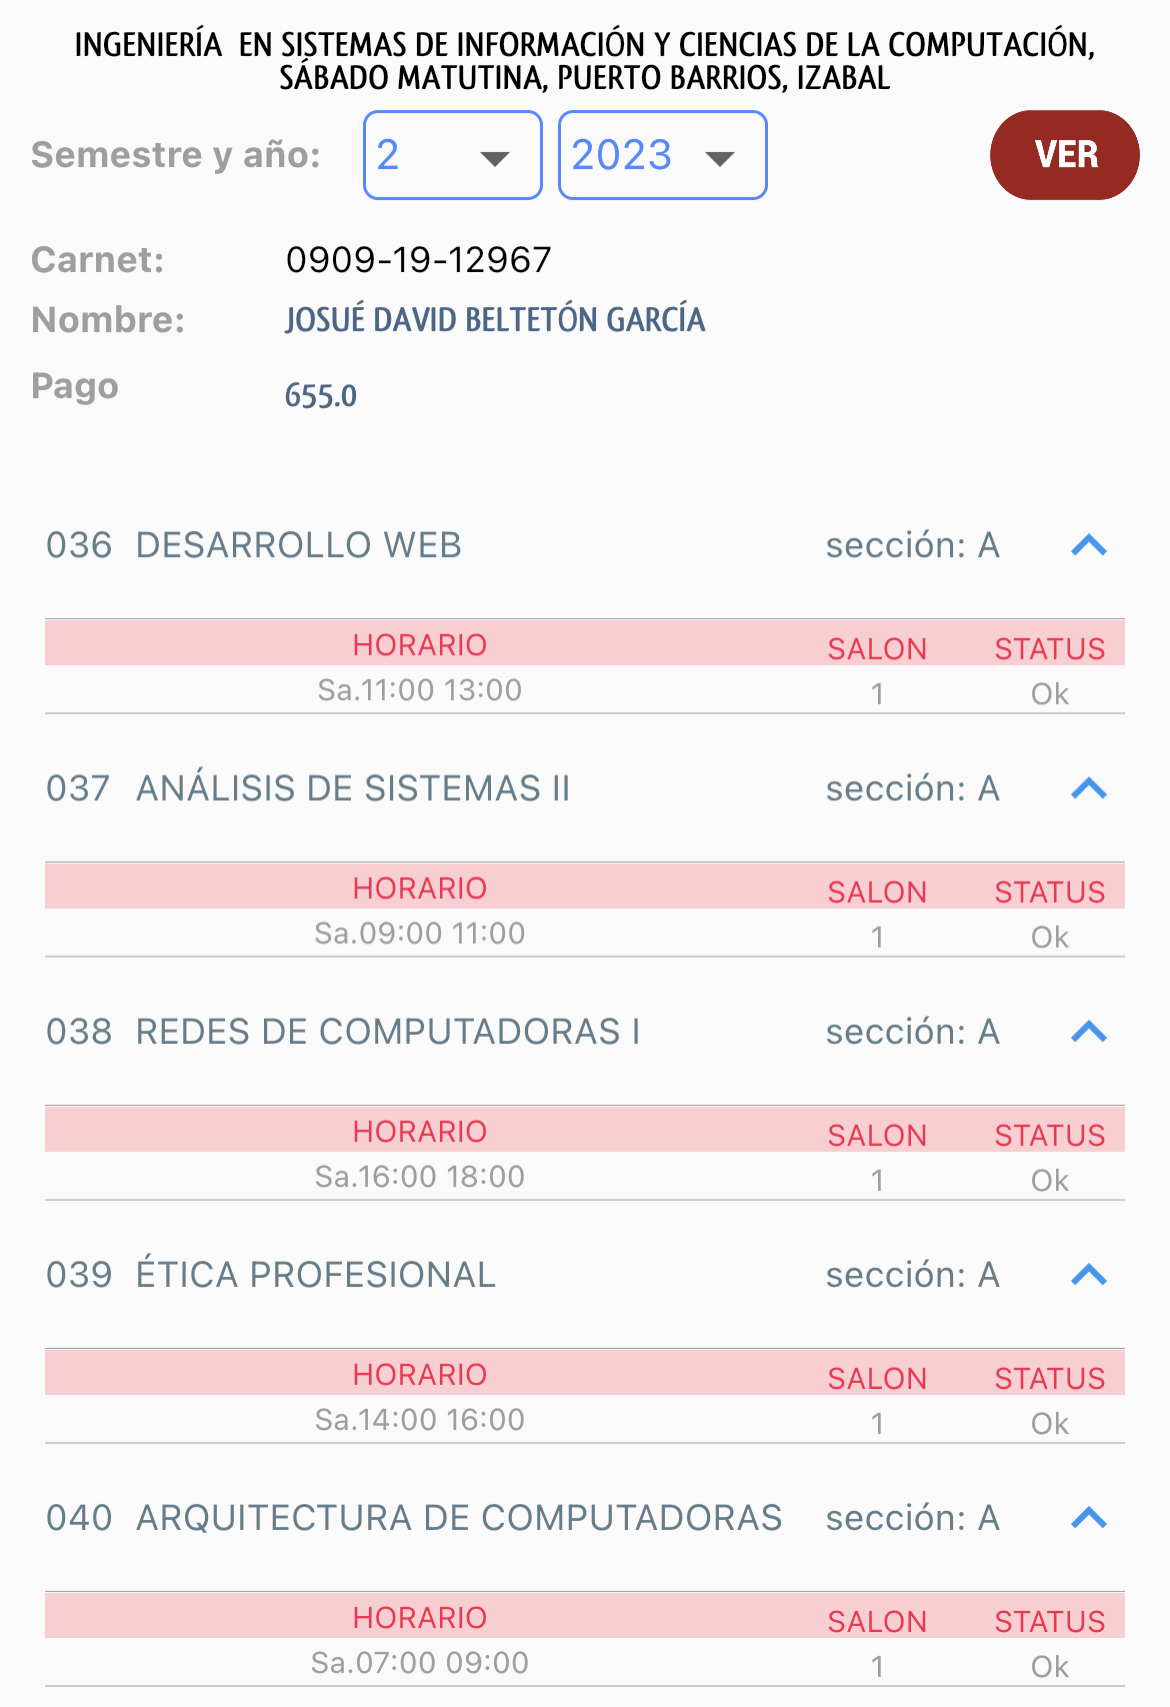 INGENIERÍA EN SISTEMAS DE INFORMACIÓN Y CIENCIAS DE LA COMPUTACIÓN,
SÁBADO MATUTINA, PUERTO BARRIOS, IZABAL
Semestre y año: 2 2023 VER
Carnet: 0909-19-12967
Nombre: JOSUÉ DAVID BELTETÓN GARCÍA
Pago 655.0
036 DESARROLLO WEB sección: A
HORARIO SALON STATUS
Sa.11:00 13:00 1 Ok
037 ANÁLISIS DE SISTEMAS II sección: A
HORARIO SALON STATUS
Sa.09:00 11:00 1 Ok
038 REDES DE COMPUTADORAS I sección: A
HORARIO SALON STATUS
Sa.16:00 18:00 1 Ok
039 ÉTICA PROFESIONAL sección: A
HORARIO SALON STATUS
Sa.14:00 16:00 1 Ok
040 ARQUITECTURA DE COMPUTADORAS sección: A
HORARIO SALON STATUS
Sa.07:00 09:00 1 Ok